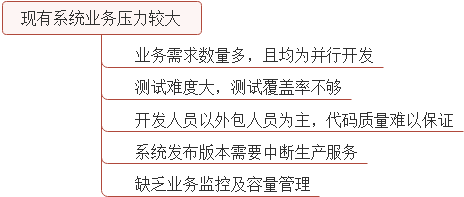 现有系统业务压力较大
业务需求数量多，且均为并行开发
测试难度大，测试覆盖率不够
开发人员以外包人员为主，代码质量难以保证
系统发布版本需要中断生产服务
缺乏业务监控及容量管理